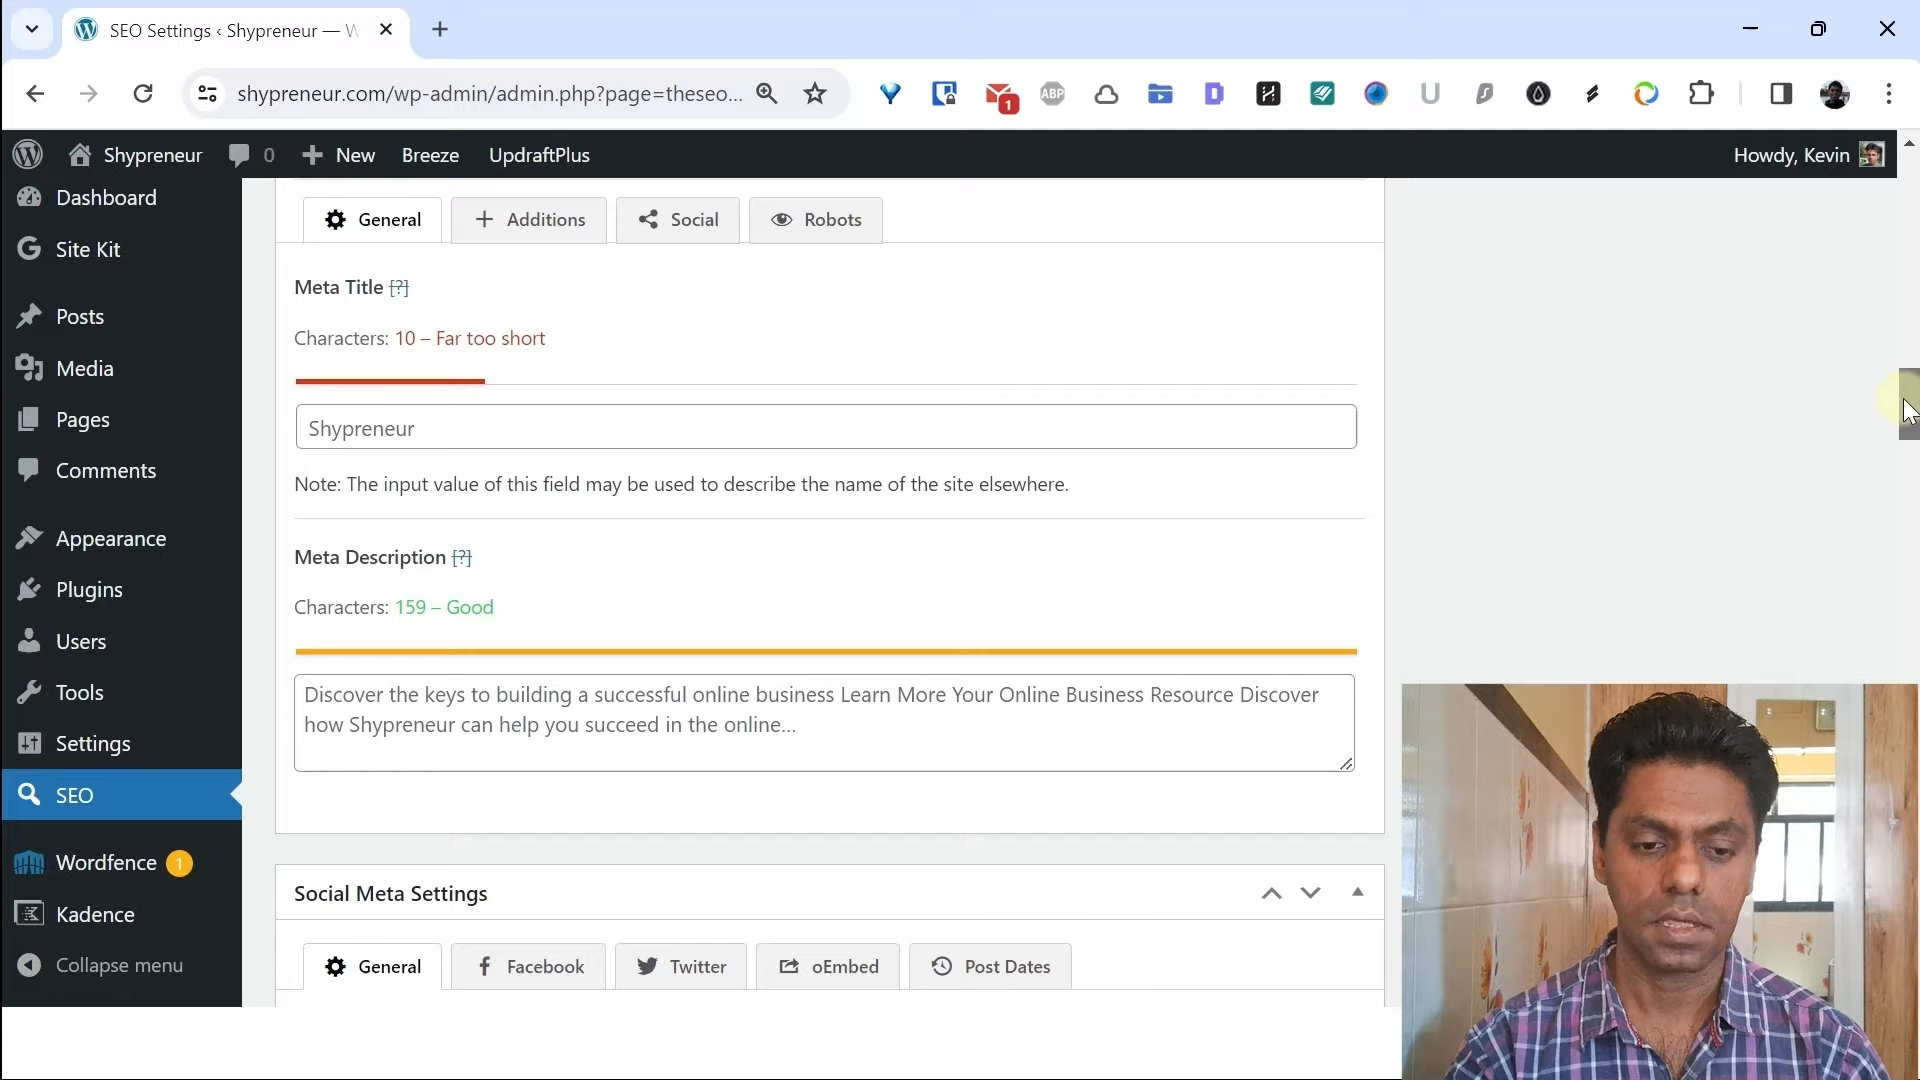 SEO Settings ‹ Shypreneur — W
shypreneur.com/wp-admin/admin.php?page=theseo...
1
ABP
U
Shypreneur
0
New
Breeze
UpdraftPlus
Howdy, Kevin
Dashboard
Site Kit
Posts
Media
Pages
Comments
Appearance
Plugins
Users
Tools
Settings
SEO
Wordfence 1
Kadence
Collapse menu
General
Additions
Social
Robots
Meta Title [?]
Characters: 10 – Far too short
Shypreneur
Note: The input value of this field may be used to describe the name of the site elsewhere.
Meta Description [?]
Characters: 159 – Good
Discover the keys to building a successful online business Learn More Your Online Business Resource Discover
how Shypreneur can help you succeed in the online...
Social Meta Settings
General
Facebook
Twitter
oEmbed
Post Dates